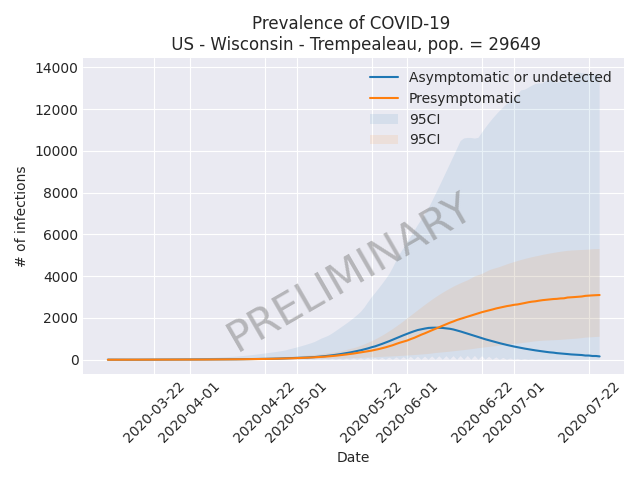 Prevalence of COVID-19
US - Wisconsin - Trempealeau, pop. = 29649
14000
12000
10000
8000
6000
4000
2000
0
# of infections
Asymptomatic or undetected
Presymptomatic
95CI
95CI
PRELIMINARY
2020-03-22
2020-04-01
2020-04-22
2020-05-01
2020-05-22
2020-06-01
2020-06-22
2020-07-01
2020-07-22
Date